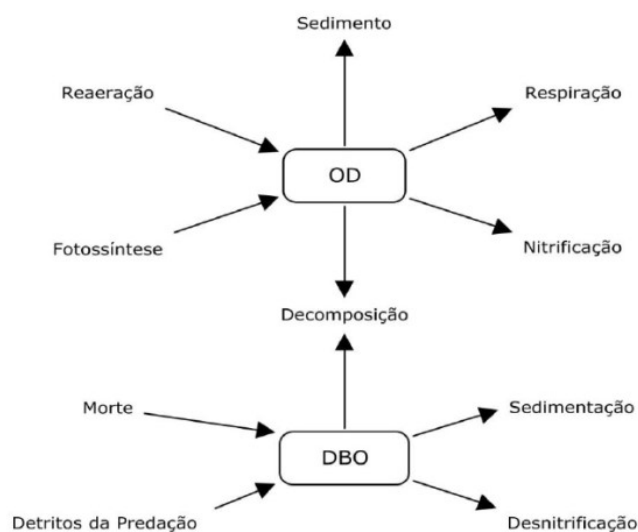 Sedimento
Reaeração
Respiração
OD
Fotossíntese
Nitrificação
Decomposição
Morte
Sedimentação
DBO
Detritos da Predação
Desnitrificação